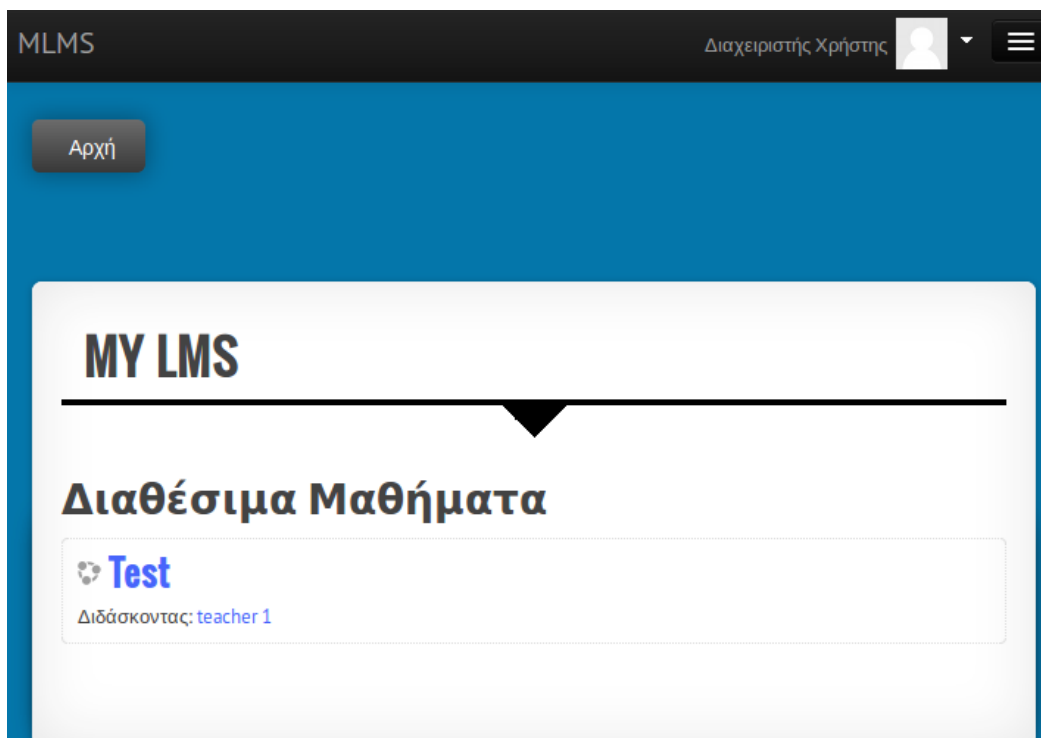 MLMS
Διαχειριστής Χρήστης
Αρχή
MY LMS
Διαθέσιμα Μαθήματα
Test
Διδάσκοντας: teacher 1